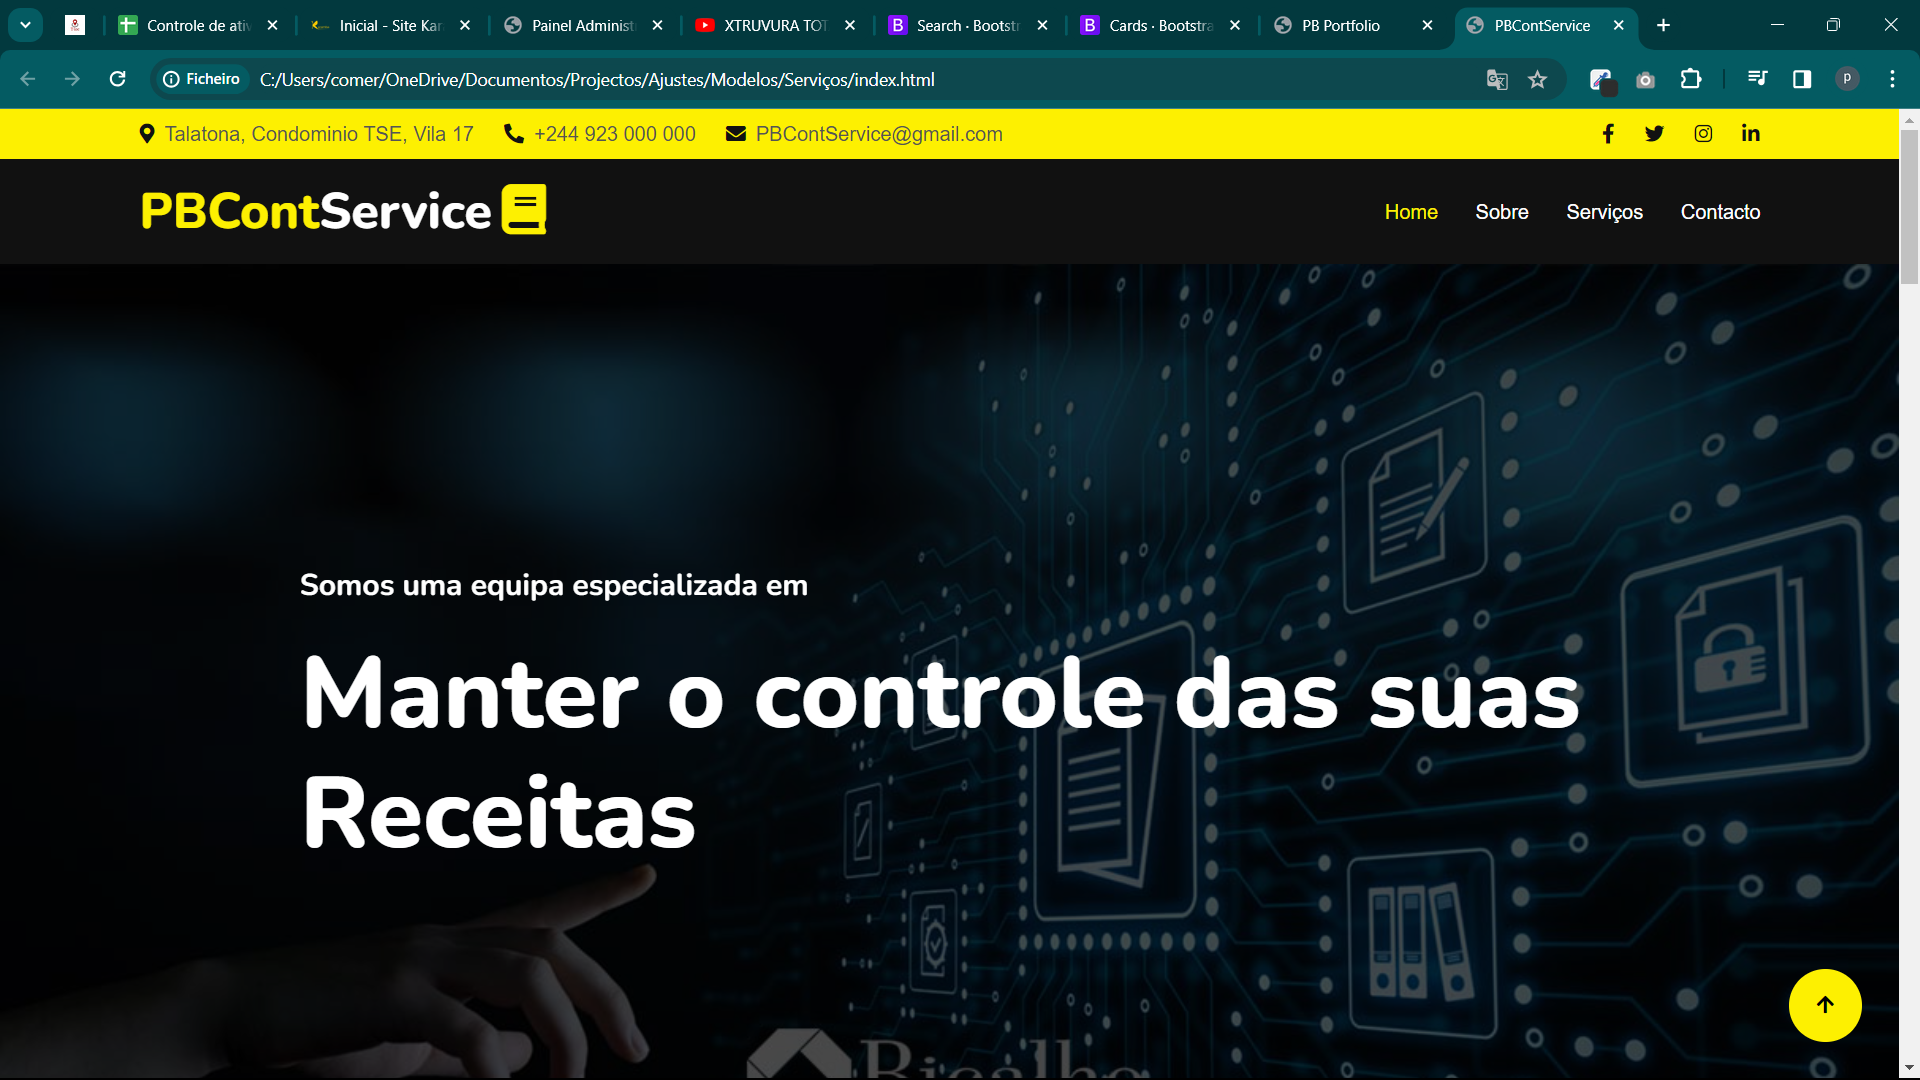 Controle de ativ
Inicial - Site Kar
Painel Administ
XTRUVURA TOT
Search · Bootstr
Cards · Bootstra
PB Portfolio
PBContService
Ficheiro
C:/Users/comer/OneDrive/Documentos/Projectos/Ajustes/Modelos/Serviços/index.html
P
Talatona, Condominio TSE, Vila 17
+244 923 000 000
PBContService@gmail.com
PBContService
Home
Sobre
Serviços
Contacto
Somos uma equipa especializada em
Manter o controle das suas
Receitas